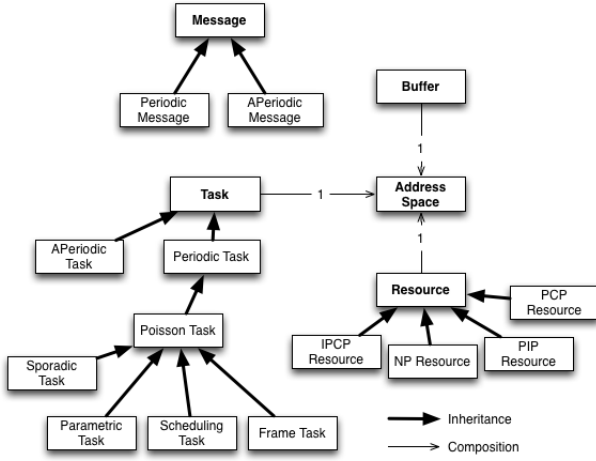 Message
Periodic
Message
APeriodic
Message
Buffer
1
Task
1
Address
Space
APeriodic
Task
Periodic Task
1
Resource
PCP
Resource
Poisson Task
IPCP
Resource
NP Resource
PIP
Resource
Sporadic
Task
Parametric
Task
Scheduling
Task
Frame Task
Inheritance
Composition